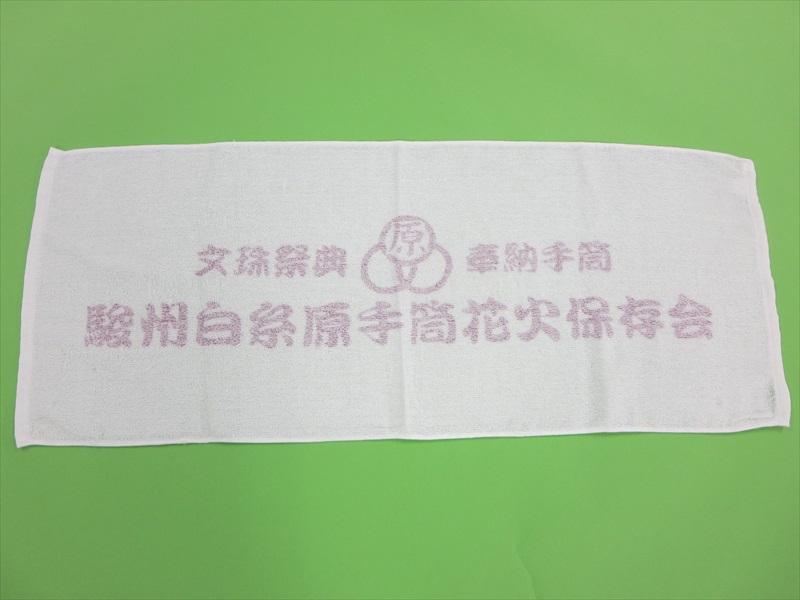 文珠祭典 原 奉納手筒
駿州白糸原手筒花火保存会